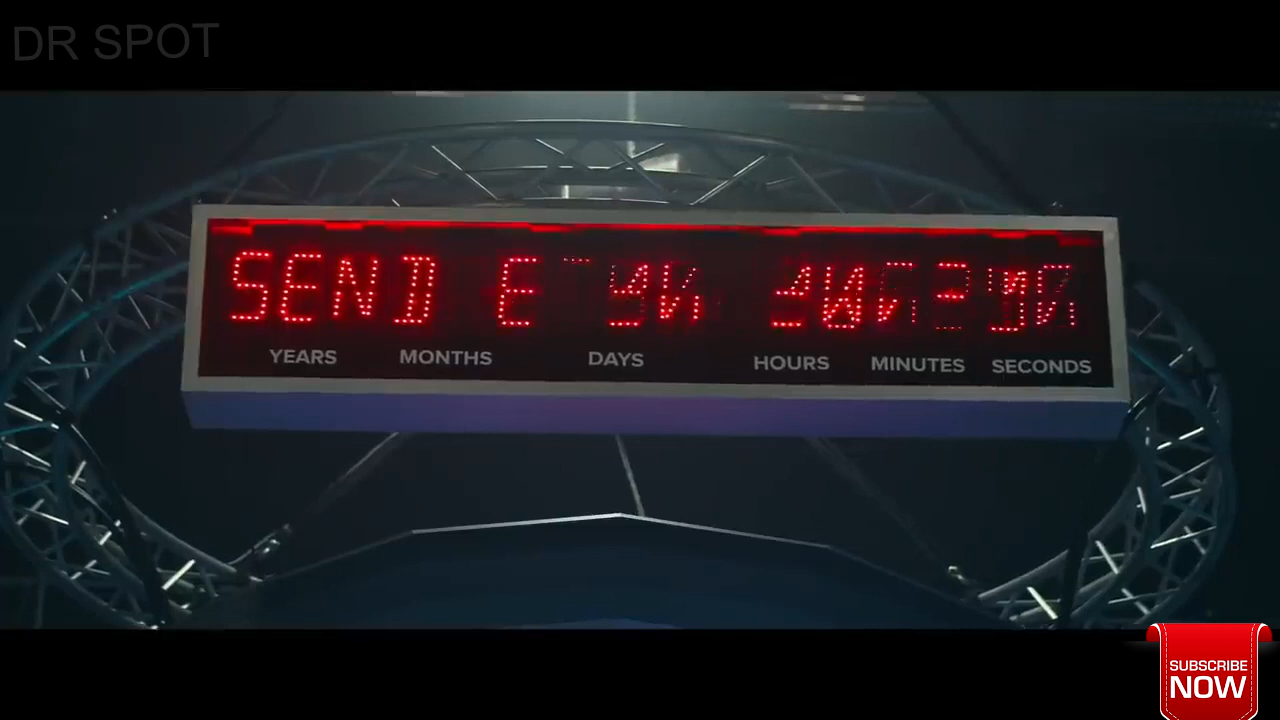 DR SPOT
SEND E
YEARS MONTHS DAYS HOURS MINUTES SECONDS
SUBSCRIBE
NOW